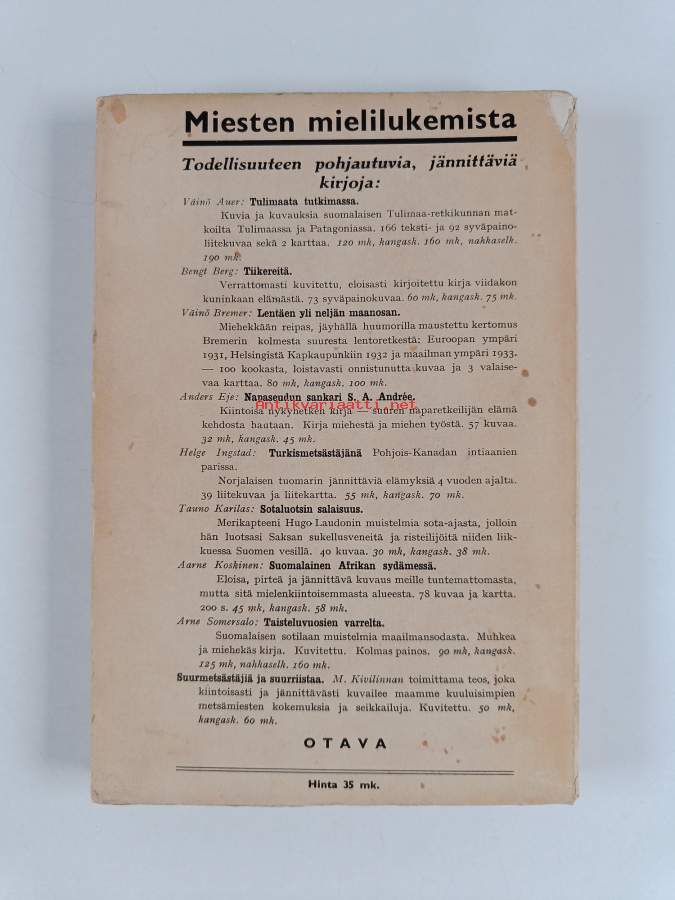 Miesten mielilukemista
Todellisuuteen pohjautuvia, jännittäviä
kirjoja:
Väinö Auer: Tulimaata tutkimassa.
Kuvia ja kuvauksia suomalaisen Tulimaa-retkikunnan mat-
koilta Tulimaassa ja Patagoniassa. 166 teksti- ja 92 syväpaino-
liitekuvaa sekä 2 karttaa. 120 mk, kangask. 160 mk, nahkaselk.
190 mk.
Bengt Berg: Tiikereitä.
Verrattomasti kuvitettu, eloisasti kirjoitettu kirja viidakon
kuninkaan elämästä. 73 syväpainokuvaa. 60 mk, kangask. 75 mk.
Väinö Bremer: Lentäen yli neljän maanosan.
Miehekkään reipas, jäyhällä huumorilla maustettu kertomus
Bremerin kolmesta suuresta lentoretkestä: Euroopan ympäri
1931, Helsingistä Kapkaupunkiin 1932 ja maailman ympäri 1933.
— 100 kookasta, loistavasti onnistunutta kuvaa ja 3 valaise-
vaa karttaa. 80 mk, kangask. 100 mk.
Anders Eje: Napaseudun sankari S. A. Andrée.
Antikvariaatti.net
Kiintoisa nykyhetken kirja — suuren naparetkeilijän elämä
kehdosta hautaan. Kirja miehestä ja miehen työstä. 57 kuvaa.
32 mk, kangask. 45 mk.
Helge Ingstad: Turkismetsästäjänä Pohjois-Kanadan intiaanien
parissa.
Norjalaisen tuomarin jännittäviä elämyksiä 4 vuoden ajalta.
39 liitekuvaa ja liitekartta. 55 mk, kangask. 70 mk.
Tauno Karilas: Sotaluotsin salaisuus.
Merikapteeni Hugo Laudonin muistelmia sota-ajasta, jolloin
hän luotsasi Saksan sukellusveneitä ja risteilijöitä niiden liik-
kuessa Suomen vesillä. 40 kuvaa. 30 mk, kangask. 38 mk.
Aarne Koskinen: Suomalainen Afrikan sydämessä.
Eloisa, pirteä ja jännittävä kuvaus meille tuntemattomasta,
mutta sitä mielenkiintoisemmasta alueesta. 78 kuvaa ja kartta.
200 s. 45 mk, kangask. 58 mk.
Arne Somersalo: Taisteluvuosien varrelta.
Suomalaisen sotilaan muistelmia maailmansodasta. Muhkea
ja miehekäs kirja. Kuvitettu. Kolmas painos. 90 mk, kangask.
125 mk, nahkaselk. 160 mk.
Suurmetsästäjiä ja suurriistaa. M. Kivilinnan toimittama teos, joka
kiintoisasti ja jännittävästi kuvailee maamme kuuluisimpien
metsämiesten kokemuksia ja seikkailuja. Kuvitettu. 50 mk,
kangask. 60 mk.
OTAVA
Hinta 35 mk.